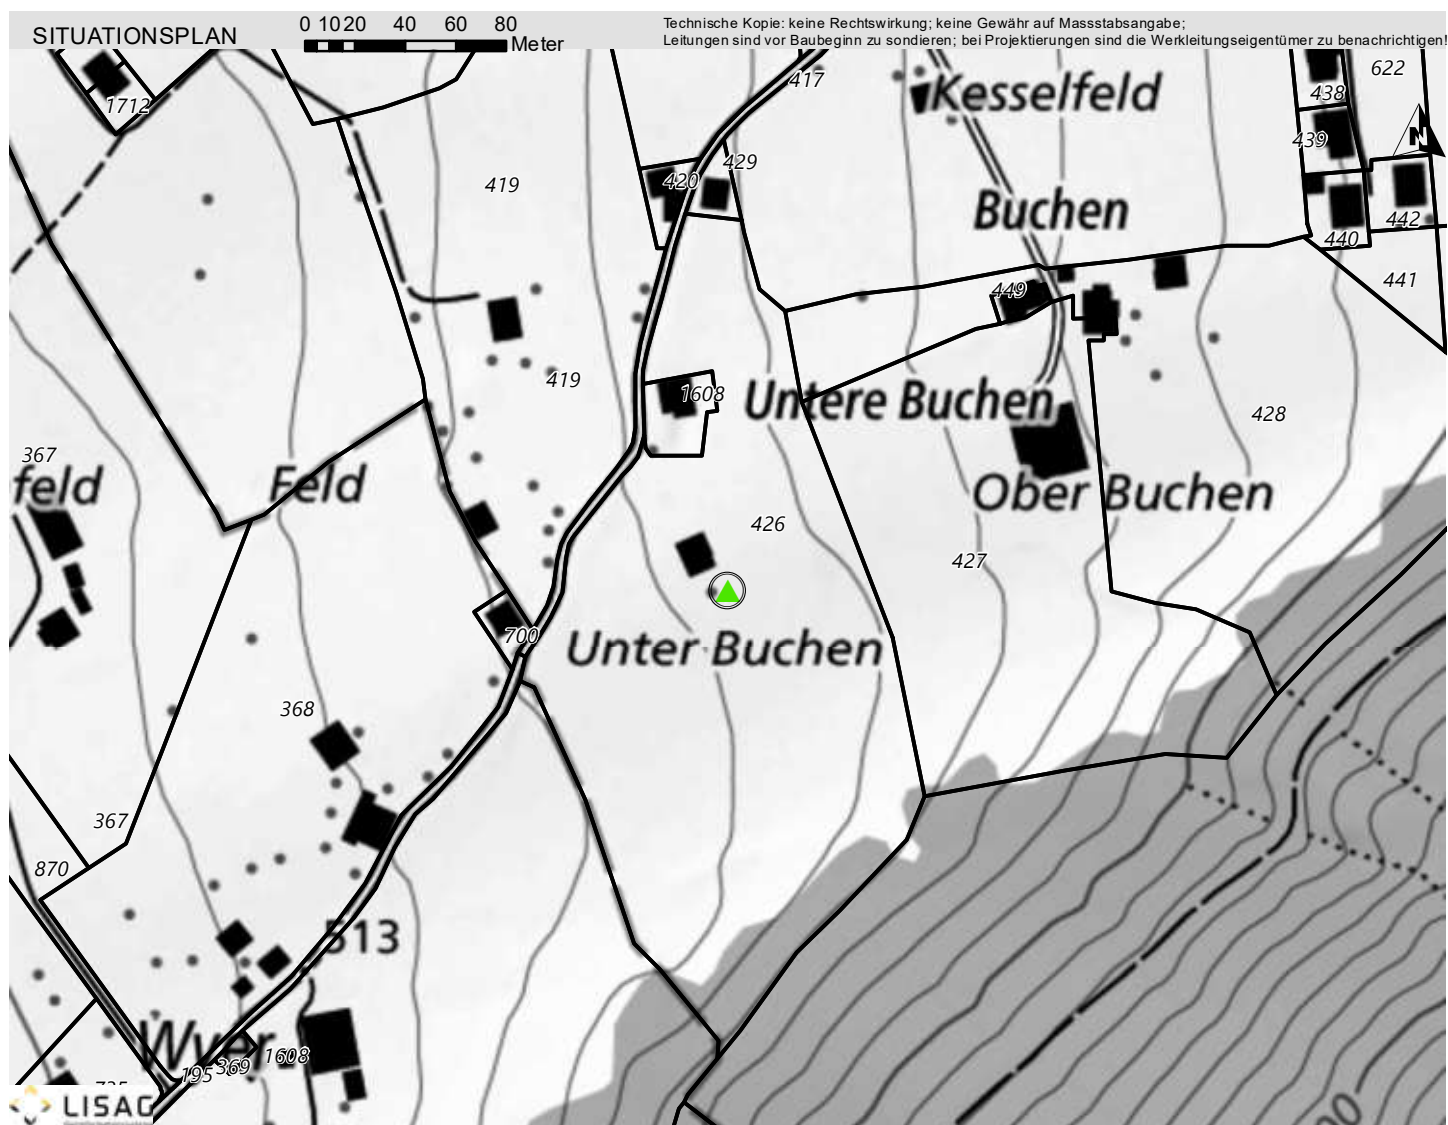 SITUATIONSPLAN
0 10 20 40 60 80
Meter
Technische Kopie: keine Rechtswirkung; keine Gewähr auf Massstabsangabe;
Leitungen sind vor Baubeginn zu sondieren; bei Projektierungen sind die Werkleitungseigentümer zu benachrichtigen!
417
622
1712
Kesselfeld
438
N
439
429
420
419
Buchen
442
440
441
449
419
1608
Untere Buchen
428
367
feld
Feld
Ober Buchen
426
427
700
Unter Buchen
368
367
870
513
Wyer
1608
369
195
LISAG